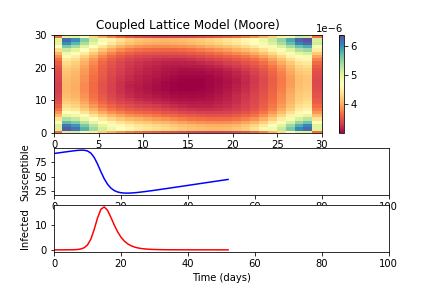 Coupled Lattice Model (Moore)
1e−6
30
20
10
0
0 5 10 15 20 25 30
6
5
4
Susceptible
75
50
25
0 20 40 60 80 100
Infected
10
0
0 20 40 60 80 100
Time (days)